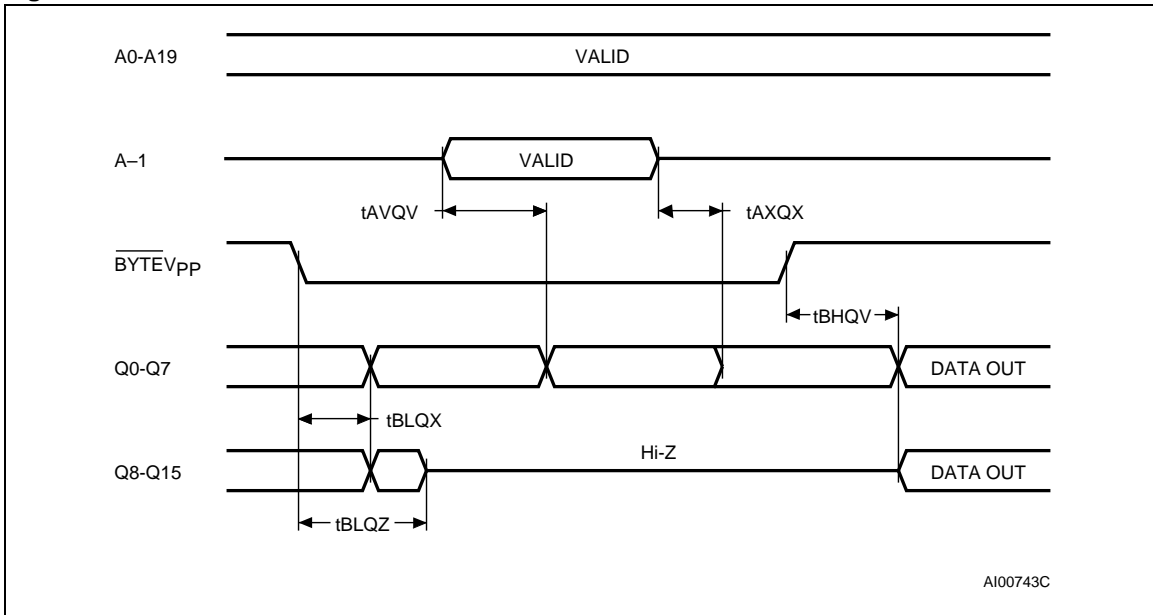 A0-A19 VALID
A–1 VALID
tAVQV tAXQX
BYTEVPP
tBHQV
Q0-Q7 DATA OUT
tBLQX
Hi-Z
Q8-Q15 DATA OUT
tBLQZ
AI00743C